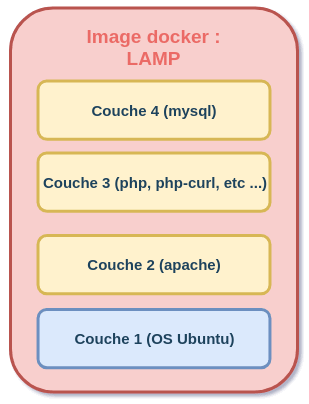 Image docker :
LAMP
Couche 4 (mysql)
Couche 3 (php, php-curl, etc ...)
Couche 2 (apache)
Couche 1 (OS Ubuntu)